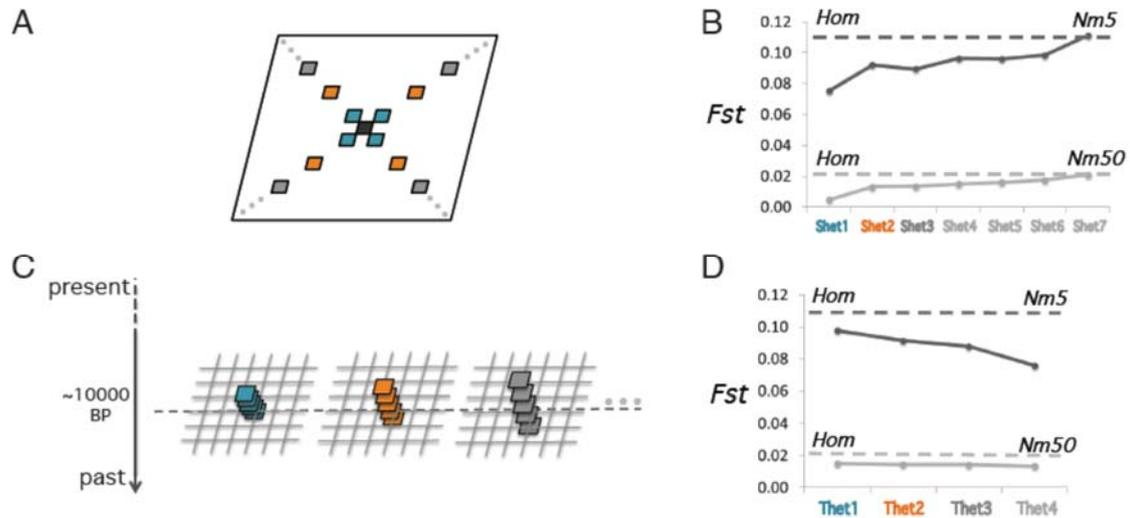 A
B
0.12
Hom
Nm5
0.10
0.08
Fst
0.06
0.04
Hom
Nm50
0.02
0.00
Shet1 Shet2 Shet3 Shet4 Shet5 Shet6 Shet7
C
present
~10000
BP
past
D
0.12
Hom
Nm5
0.10
0.08
Fst
0.06
0.04
Hom
Nm50
0.02
0.00
Thet1 Thet2 Thet3 Thet4